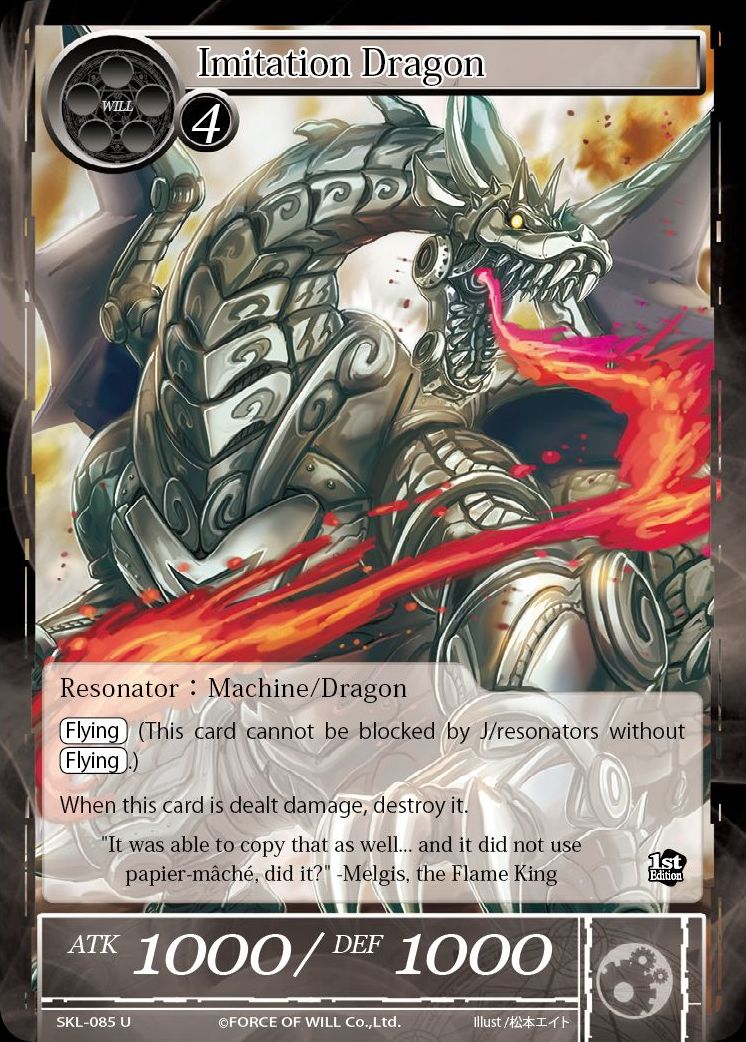 Imitation Dragon
WILL
4
Resonator : Machine/Dragon
Flying (This card cannot be blocked by J/resonators without
Flying.)
When this card is dealt damage, destroy it.
"It was able to copy that as well... and it did not use
papier-mâché, did it?" -Melgis, the Flame King
1st
Edition
ATK 1000/ DEF 1000
SKL-085 U ©FORCE OF WILL Co.,Ltd. Illust /松本エイト